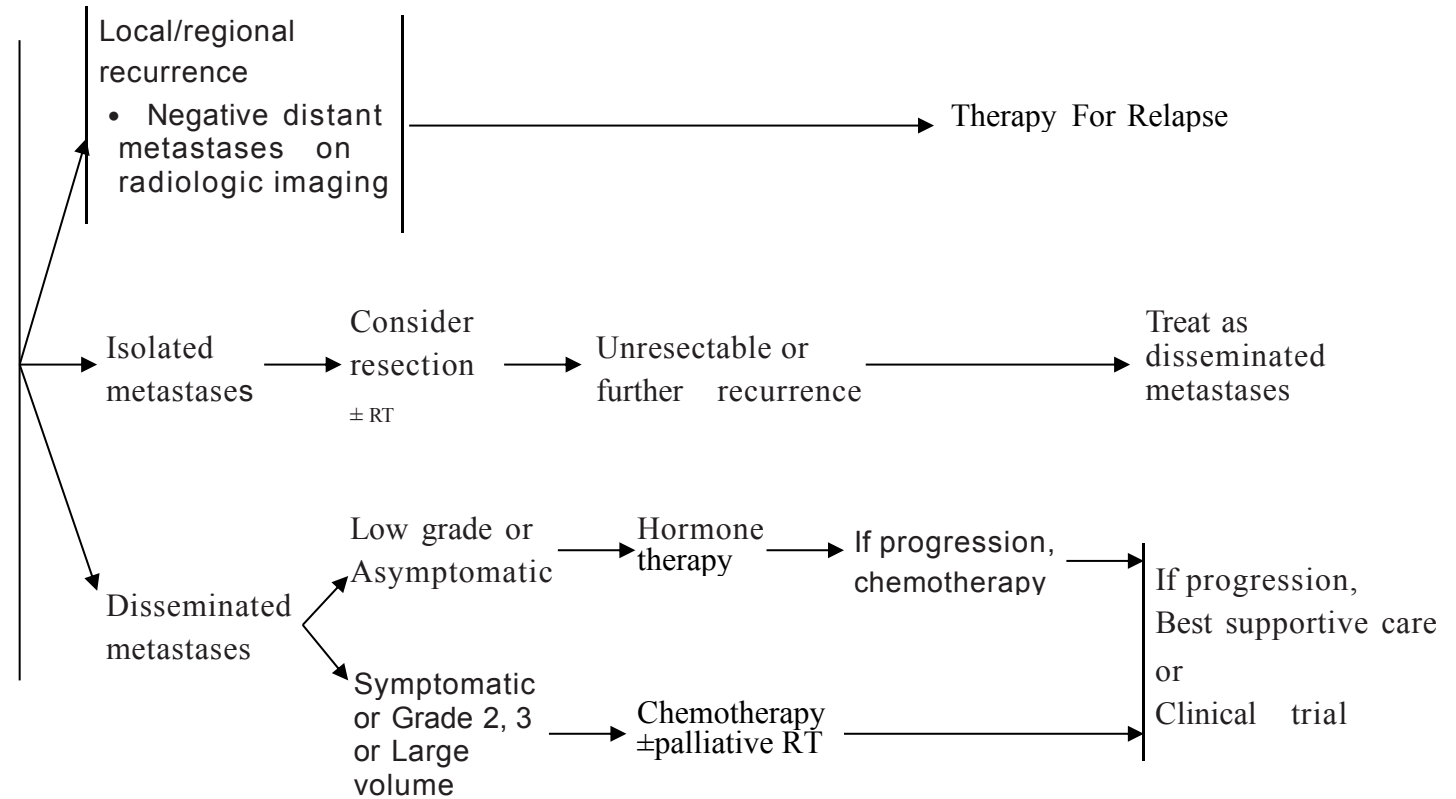 Local/regional
recurrence
• Negative distant
metastases on
radiologic imaging
Therapy For Relapse
Isolated
metastases
Consider
resection
± RT
Unresectable or
further recurrence
Treat as
disseminated
metastases
Disseminated
metastases
Low grade or
Asymptomatic
Hormone
therapy
If progression,
chemotherapy
Symptomatic
or Grade 2, 3
or Large
volume
Chemotherapy
±palliative RT
If progression,
Best supportive care
or
Clinical trial